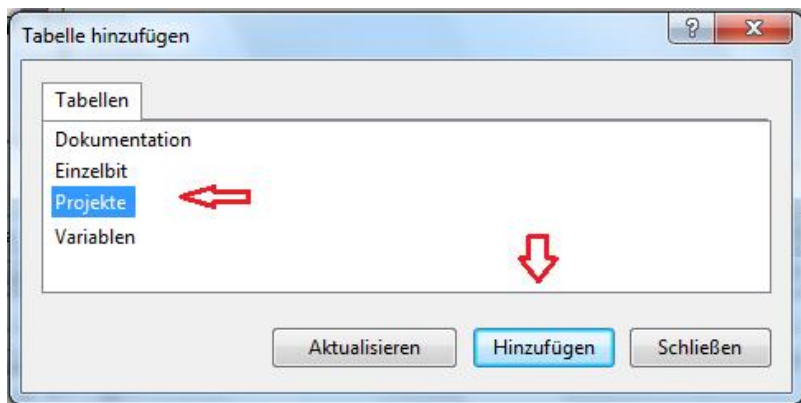 Tabelle hinzufügen
?
Tabellen
Dokumentation
Einzelbit
Projekte
Variablen
Aktualisieren Hinzufügen Schließen